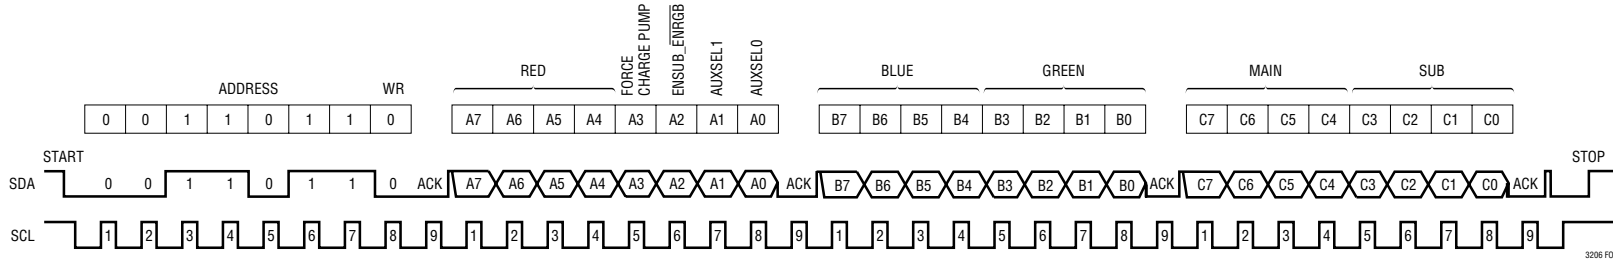 FORCE
CHARGE PUMP
ENSUB_ENRGB
AUXSEL1
AUXSEL0
RED
BLUE
GREEN
MAIN
SUB
ADDRESS
WR
0 0 1 1 0 1 1 0
A7 A6 A5 A4 A3 A2 A1 A0
B7 B6 B5 B4 B3 B2 B1 B0
C7 C6 C5 C4 C3 C2 C1 C0
START
STOP
SDA 0 0 1 1 0 1 1 0 ACK A7 A6 A5 A4 A3 A2 A1 A0 ACK B7 B6 B5 B4 B3 B2 B1 B0 ACK C7 C6 C5 C4 C3 C2 C1 C0 ACK
SCL 1 2 3 4 5 6 7 8 9 1 2 3 4 5 6 7 8 9 1 2 3 4 5 6 7 8 9 1 2 3 4 5 6 7 8 9
3206 FO